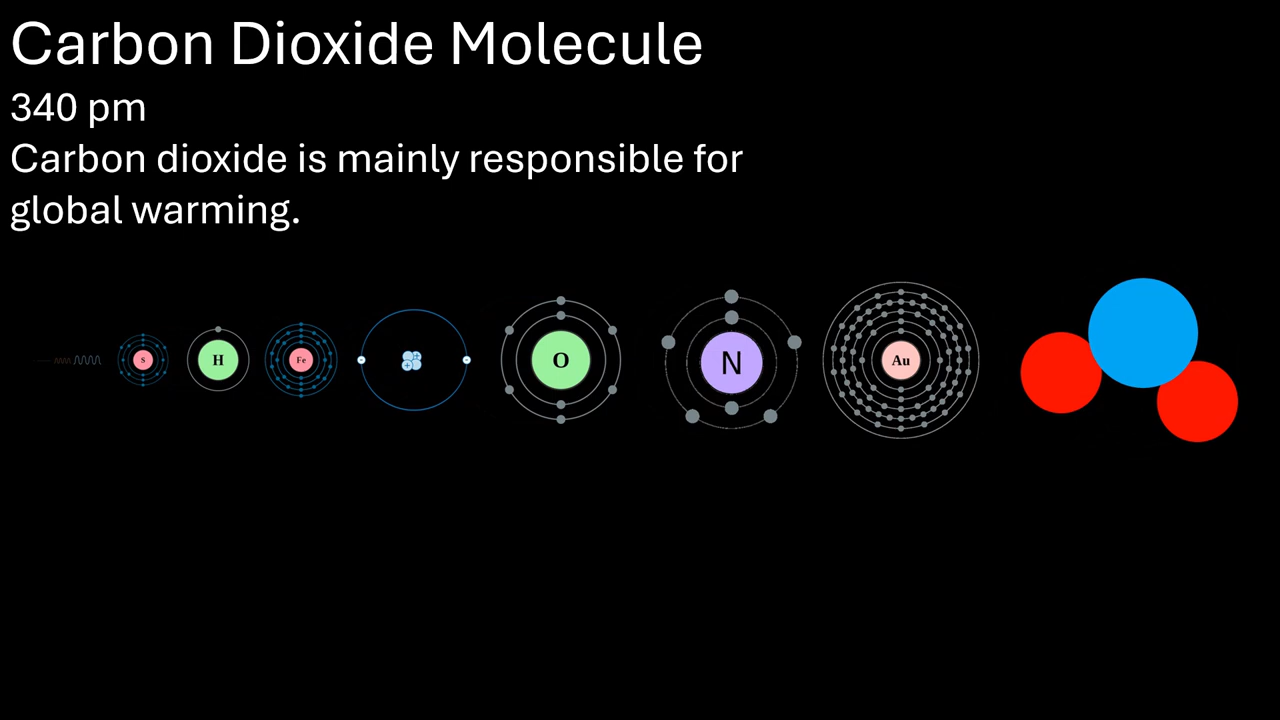 Carbon Dioxide Molecule
340 pm
Carbon dioxide is mainly responsible for
global warming.
S H Fe O N Au